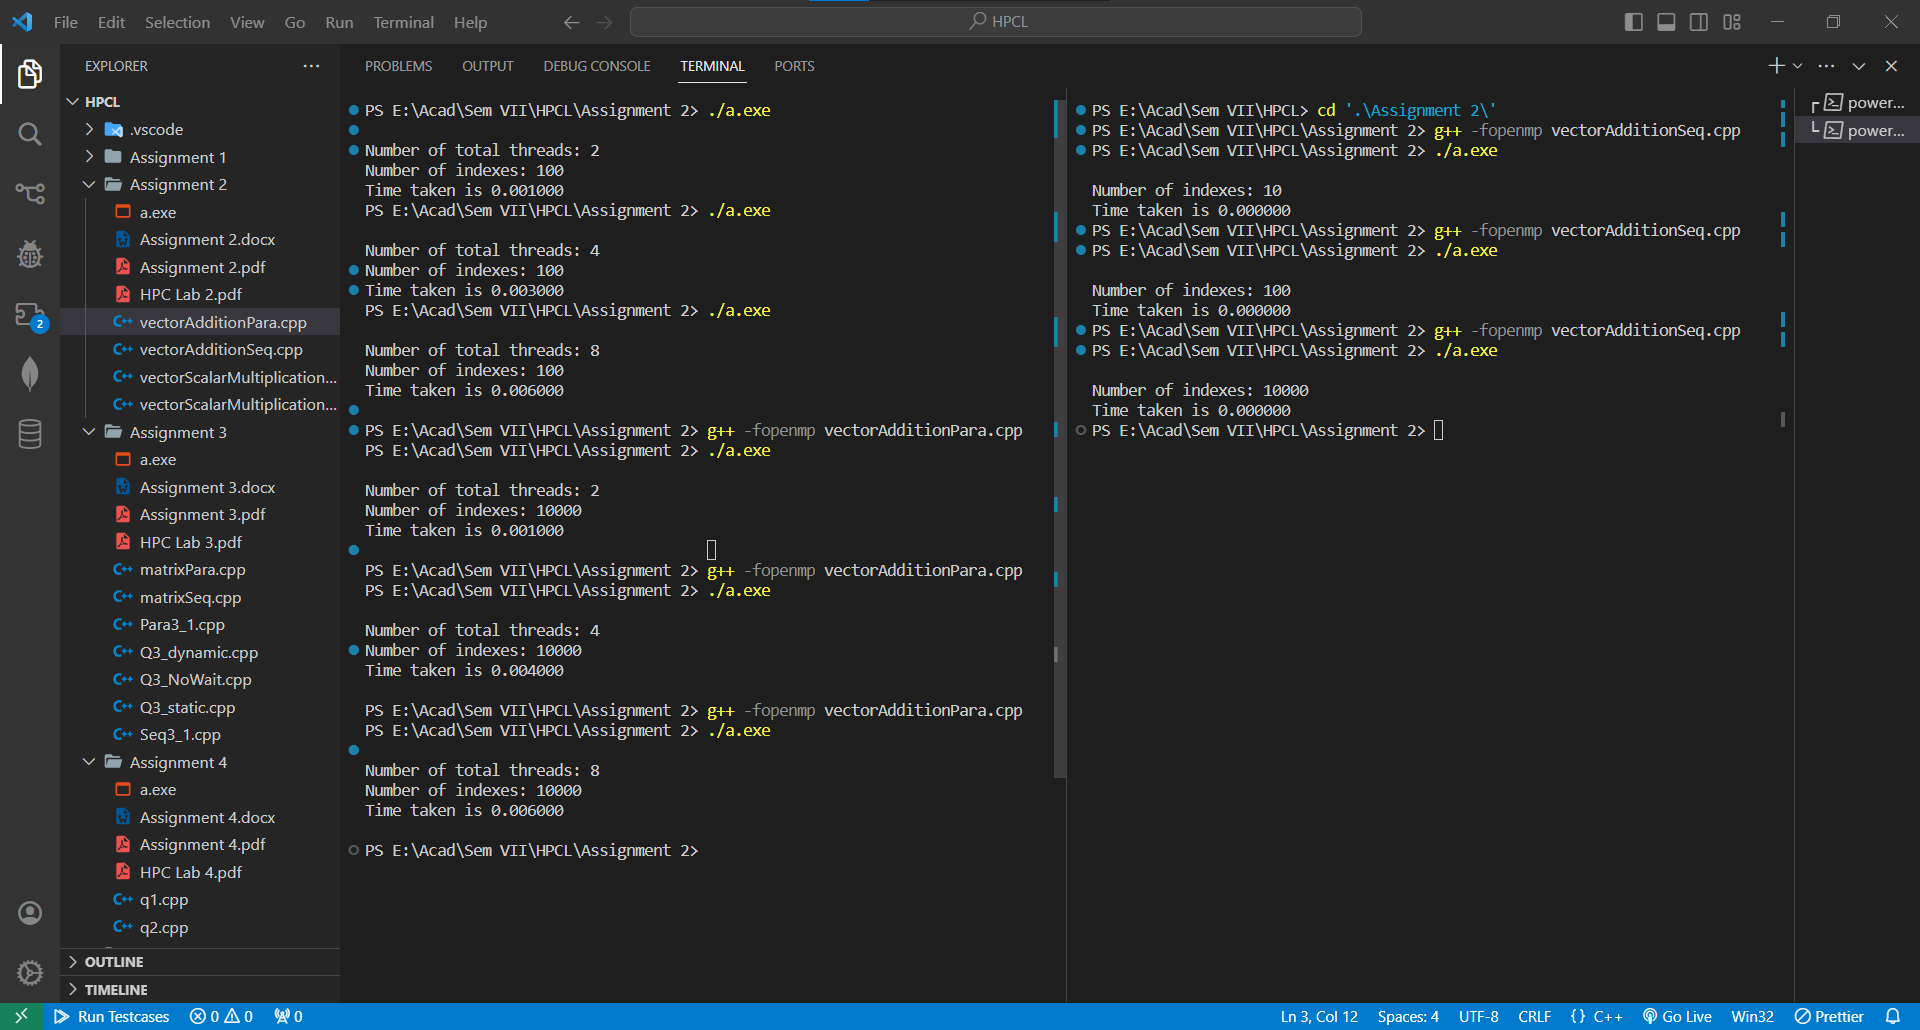 File Edit Selection View Go Run Terminal Help
HPCL
EXPLORER
HPCL
.vscode
Assignment 1
Assignment 2
a.exe
Assignment 2.docx
Assignment 2.pdf
HPC Lab 2.pdf
vectorAdditionPara.cpp
vectorAdditionSeq.cpp
vectorScalarMultiplication...
vectorScalarMultiplication...
Assignment 3
a.exe
Assignment 3.docx
Assignment 3.pdf
HPC Lab 3.pdf
matrixPara.cpp
matrixSeq.cpp
Para3_1.cpp
Q3_dynamic.cpp
Q3_NoWait.cpp
Q3_static.cpp
Seq3_1.cpp
Assignment 4
a.exe
Assignment 4.docx
Assignment 4.pdf
HPC Lab 4.pdf
q1.cpp
q2.cpp
OUTLINE
TIMELINE
2
PROBLEMS OUTPUT DEBUG CONSOLE TERMINAL PORTS
PS E:\Acad\Sem VII\HPCL\Assignment 2> ./a.exe
Number of total threads: 2
Number of indexes: 100
Time taken is 0.001000
PS E:\Acad\Sem VII\HPCL\Assignment 2> ./a.exe
Number of total threads: 4
Number of indexes: 100
Time taken is 0.003000
PS E:\Acad\Sem VII\HPCL\Assignment 2> ./a.exe
Number of total threads: 8
Number of indexes: 100
Time taken is 0.006000
PS E:\Acad\Sem VII\HPCL\Assignment 2> g++ -fopenmp vectorAdditionPara.cpp
PS E:\Acad\Sem VII\HPCL\Assignment 2> ./a.exe
Number of total threads: 2
Number of indexes: 10000
Time taken is 0.001000
PS E:\Acad\Sem VII\HPCL\Assignment 2> g++ -fopenmp vectorAdditionPara.cpp
PS E:\Acad\Sem VII\HPCL\Assignment 2> ./a.exe
Number of total threads: 4
Number of indexes: 10000
Time taken is 0.004000
PS E:\Acad\Sem VII\HPCL\Assignment 2> g++ -fopenmp vectorAdditionPara.cpp
PS E:\Acad\Sem VII\HPCL\Assignment 2> ./a.exe
Number of total threads: 8
Number of indexes: 10000
Time taken is 0.006000
PS E:\Acad\Sem VII\HPCL\Assignment 2>
PS E:\Acad\Sem VII\HPCL> cd '.\Assignment 2\'
PS E:\Acad\Sem VII\HPCL\Assignment 2> g++ -fopenmp vectorAdditionSeq.cpp
PS E:\Acad\Sem VII\HPCL\Assignment 2> ./a.exe
Number of indexes: 10
Time taken is 0.000000
PS E:\Acad\Sem VII\HPCL\Assignment 2> g++ -fopenmp vectorAdditionSeq.cpp
PS E:\Acad\Sem VII\HPCL\Assignment 2> ./a.exe
Number of indexes: 100
Time taken is 0.000000
PS E:\Acad\Sem VII\HPCL\Assignment 2> g++ -fopenmp vectorAdditionSeq.cpp
PS E:\Acad\Sem VII\HPCL\Assignment 2> ./a.exe
Number of indexes: 10000
Time taken is 0.000000
PS E:\Acad\Sem VII\HPCL\Assignment 2>
power...
power...
Run Testcases 0 0 0 Ln 3, Col 12 Spaces: 4 UTF-8 CRLF {} C++ Go Live Win32 Prettier